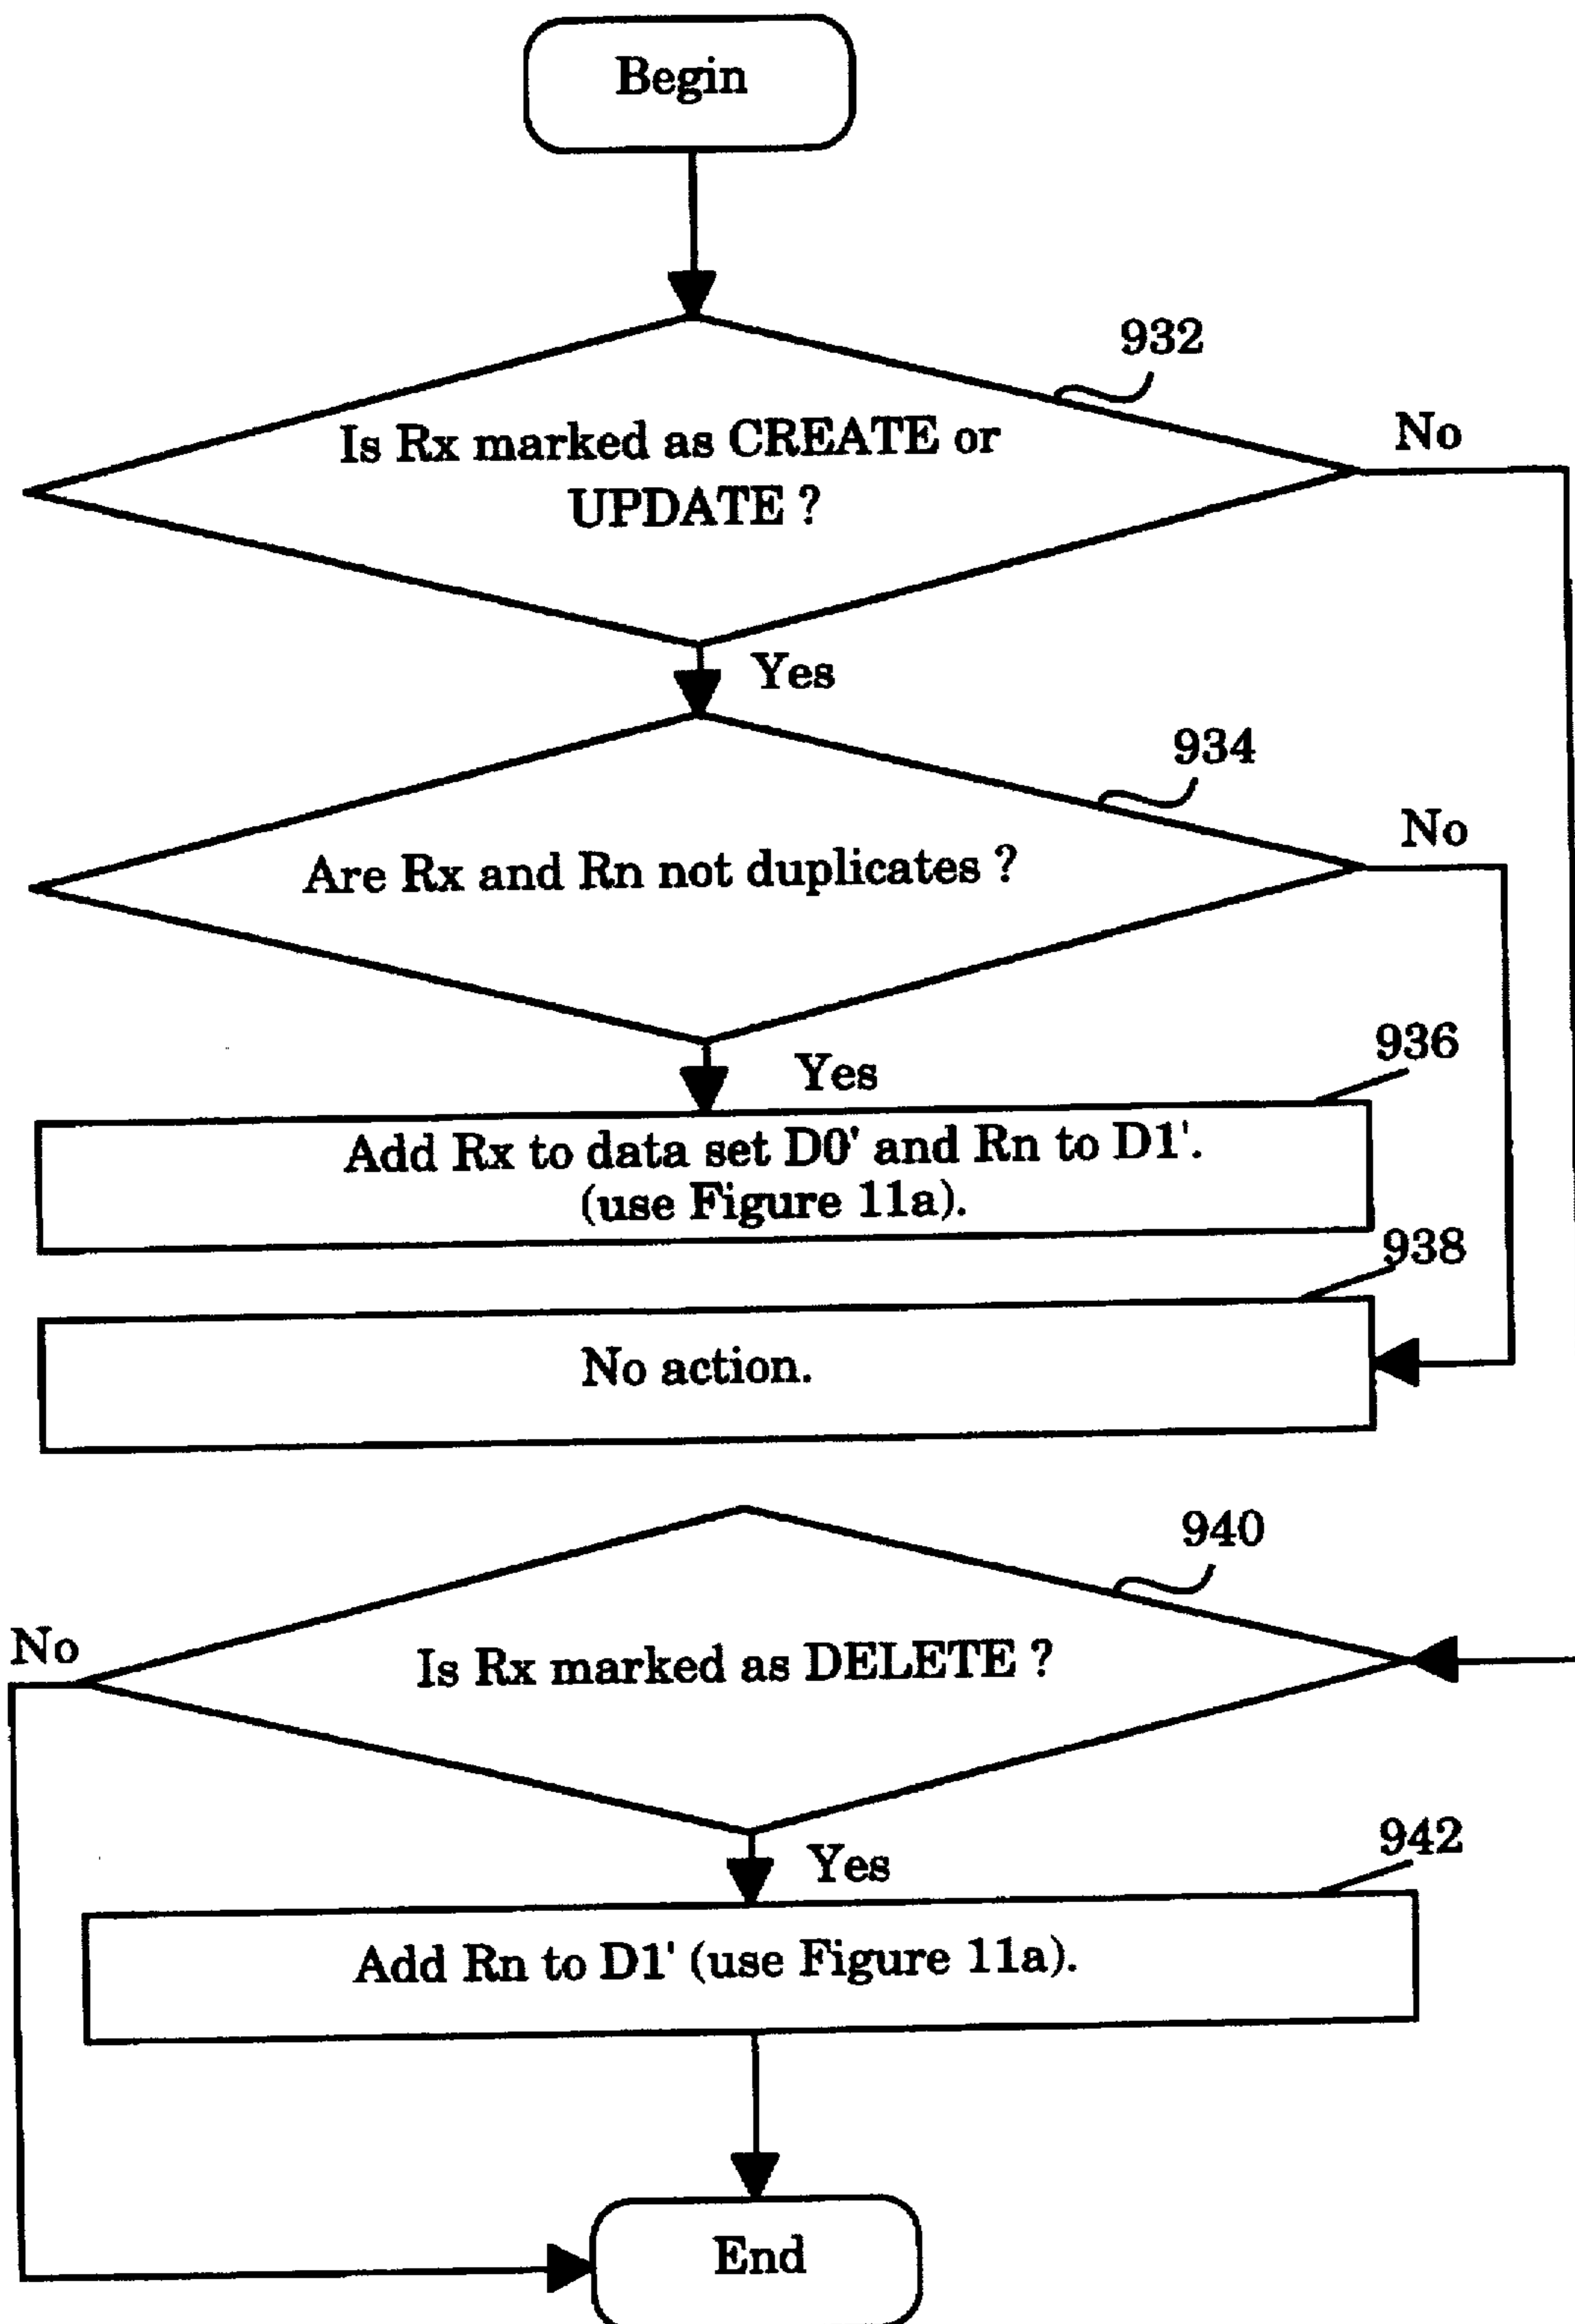 Begin
932
Is Rx marked as CREATE or
UPDATE ?
No
Yes
934
Are Rx and Rn not duplicates ?
No
Yes
936
Add Rx to data set D0' and Rn to D1'.
(use Figure 11a).
938
No action.
940
No
Is Rx marked as DELETE ?
Yes
942
Add Rn to D1' (use Figure 11a).
End